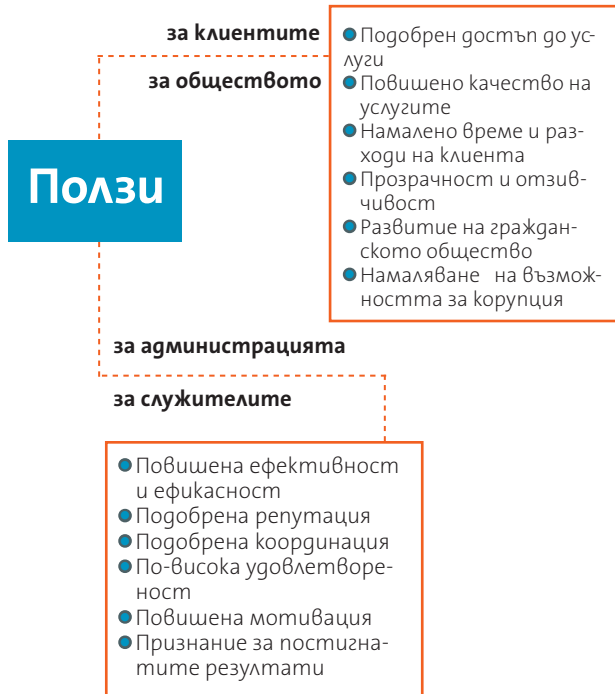 за клиентите
за обществото
● Подобрен достъп до ус-
луги
● Повишено качество на
услугите
● Намалено време и раз-
ходи на клиента
● Прозрачност и отзив-
чивост
● Развитие на граждан-
ското общество
● Намаляване на възмож-
ността за корупция
Ползи
за администрацията
за служителите
● Повишена ефективност
и ефикасност
● Подобрена репутация
● Подобрена координация
● По-висока удовлетворе-
ност
● Повишена мотивация
● Признание за постигна-
тите резултати